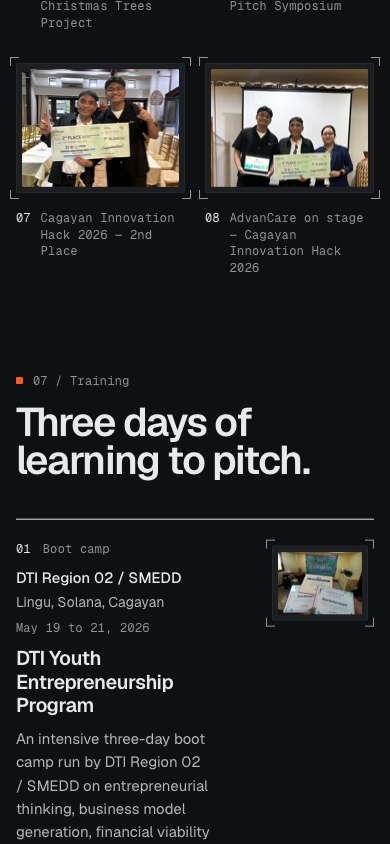 Christmas Trees
Project
Pitch Symposium
07 Cagayan Innovation
Hack 2026 — 2nd
Place
08 AdvanCare on stage
— Cagayan
Innovation Hack
2026
07 / Training
Three days of
learning to pitch.
01 Boot camp
DTI Region 02 / SMEDD
Lingu, Solana, Cagayan
May 19 to 21, 2026
DTI Youth
Entrepreneurship
Program
An intensive three-day boot
camp run by DTI Region 02
/ SMEDD on entrepreneurial
thinking, business model
generation, financial viability